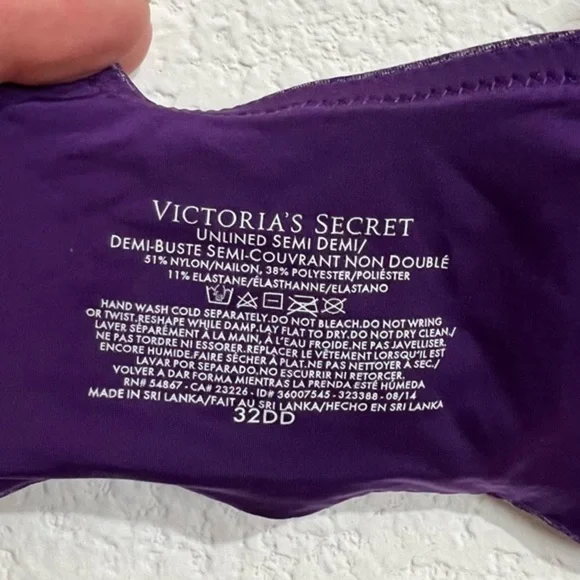 VICTORIA'S SECRET
UNLINED SEMI DEMI/
DEMI-BUSTE SEMI-COUVRANT NON DOUBLÉ
51% NYLON/NAILON, 38% POLYESTER/POLIÉSTER
11% ELASTANE/ÉLASTHANNE/ELASTANO
HAND WASH COLD SEPARATELY.DO NOT BLEACH.DO NOT WRING
OR TWIST.RESHAPE WHILE DAMP.LAY FLAT TO DRY.DO NOT DRY CLEAN./
LAVER SÉPARÉMENT À LA MAIN, À L'EAU FROIDE.NE PAS JAVELLISER.
NE PAS TORDRE NI ESSORER.REPLACER LE VÊTEMENT LORSQU'IL EST
ENCORE HUMIDE.FAIRE SÉCHER À PLAT.NE PAS NETTOYER À SEC./
LAVAR POR SEPARADO.NO ESCURRIR NI RETORCER.
VOLVER A DAR FORMA MIENTRAS LA PRENDA ESTÉ HÚMEDA
RN# 54867 - CA# 23226 - ID# 36007545 - 323388 - 08/14
MADE IN SRI LANKA/FAIT AU SRI LANKA/HECHO EN SRI LANKA
32DD